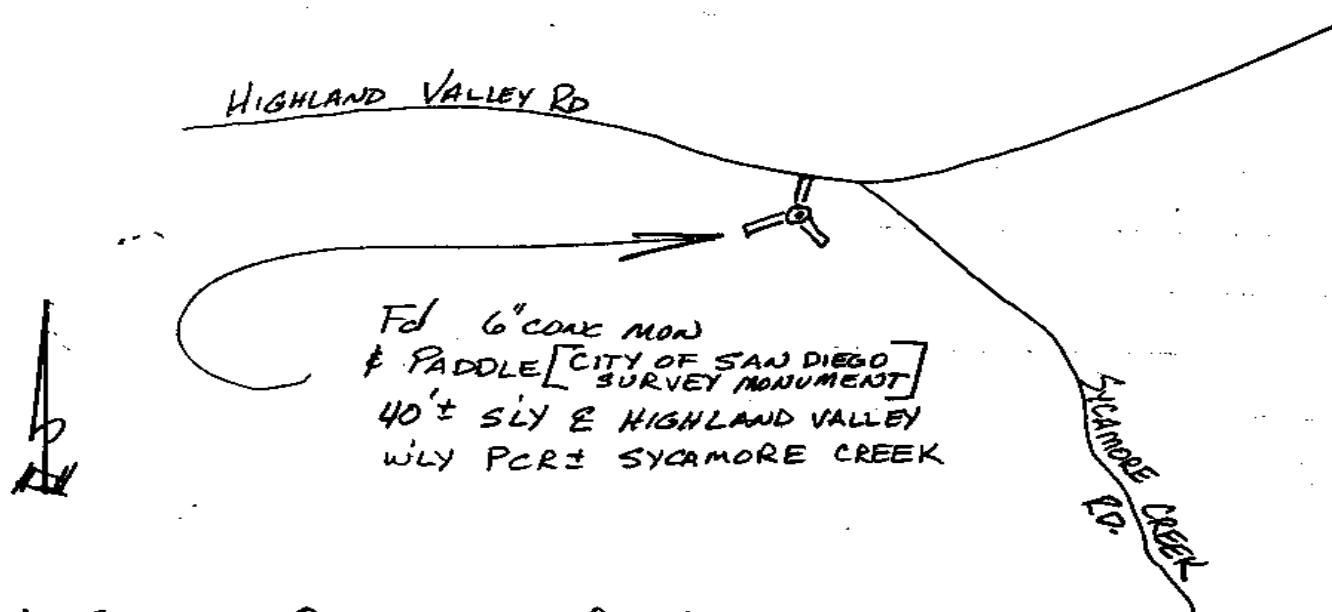 HIGHLAND VALLEY RD
Fd 6" CONC MON
& PADDLE [CITY OF SAN DIEGO
SURVEY MONUMENT]
40'± S'LY ℄ HIGHLAND VALLEY
W'LY PCR± SYCAMORE CREEK
SYCAMORE CREEK
RD.